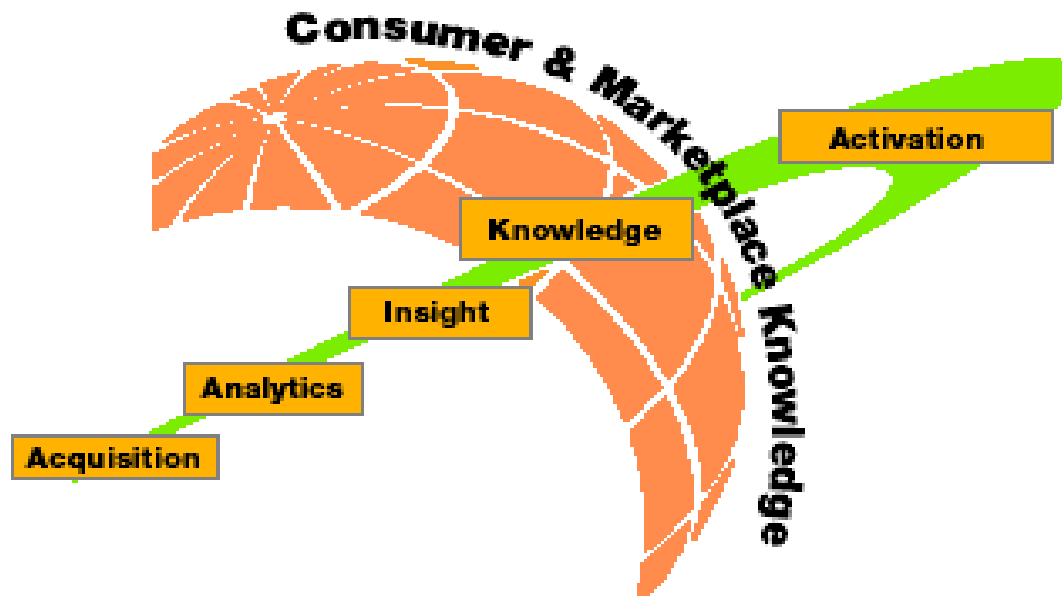 Consumer & Marketplace Knowledge
Activation
Knowledge
Insight
Analytics
Acquisition